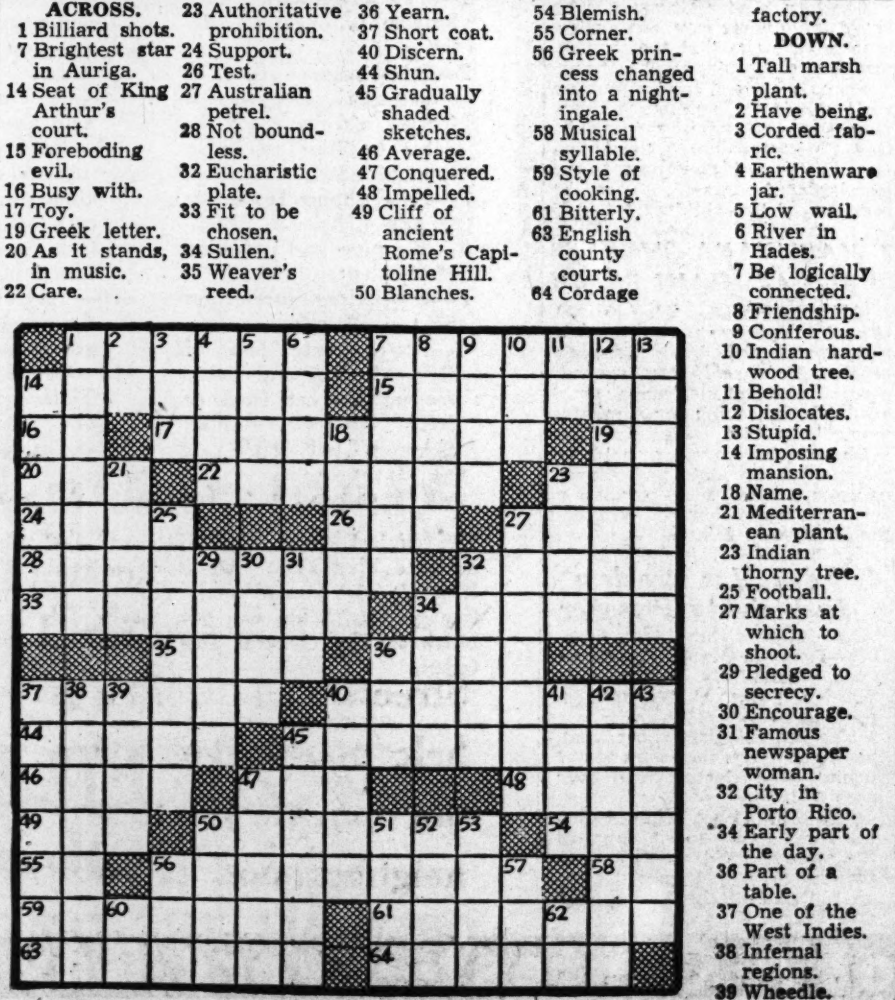 ACROSS.
1 Billiard shots.
7 Brightest star
in Auriga.
14 Seat of King
Arthur's
court.
15 Foreboding
evil.
16 Busy with.
17 Toy.
19 Greek letter.
20 As it stands,
in music.
22 Care.
23 Authoritative
prohibition.
24 Support.
26 Test.
27 Australian
petrel.
28 Not bound-
less.
32 Eucharistic
plate.
33 Fit to be
chosen.
34 Sullen.
35 Weaver's
reed.
36 Yearn.
37 Short coat.
40 Discern.
44 Shun.
45 Gradually
shaded
sketches.
46 Average.
47 Conquered.
48 Impelled.
49 Cliff of
ancient
Rome's Capi-
toline Hill.
50 Blanches.
54 Blemish.
55 Corner.
56 Greek prin-
cess changed
into a night-
ingale.
58 Musical
syllable.
59 Style of
cooking.
61 Bitterly.
63 English
county
courts.
64 Cordage
factory.
DOWN.
1 Tall marsh
plant.
2 Have being.
3 Corded fab-
ric.
4 Earthenware
jar.
5 Low wail.
6 River in
Hades.
7 Be logically
connected.
8 Friendship.
9 Coniferous.
10 Indian hard-
wood tree.
11 Behold!
12 Dislocates.
13 Stupid.
14 Imposing
mansion.
18 Name.
21 Mediterran-
ean plant.
23 Indian
thorny tree.
25 Football.
27 Marks at
which to
shoot.
29 Pledged to
secrecy.
30 Encourage.
31 Famous
newspaper
woman.
32 City in
Porto Rico.
34 Early part of
the day.
36 Part of a
table.
37 One of the
West Indies.
38 Infernal
regions.
39 Wheedle.
1 2 3 4 5 6 7 8 9 10 11 12 13
14 15
16 17 18 19
20 21 22 23
24 25 26 27
28 29 30 31 32
33 34
35 36
37 38 39 40 41 42 43
44 45
46 47 48
49 50 51 52 53 54
55 56 57 58
59 60 61 62
63 64